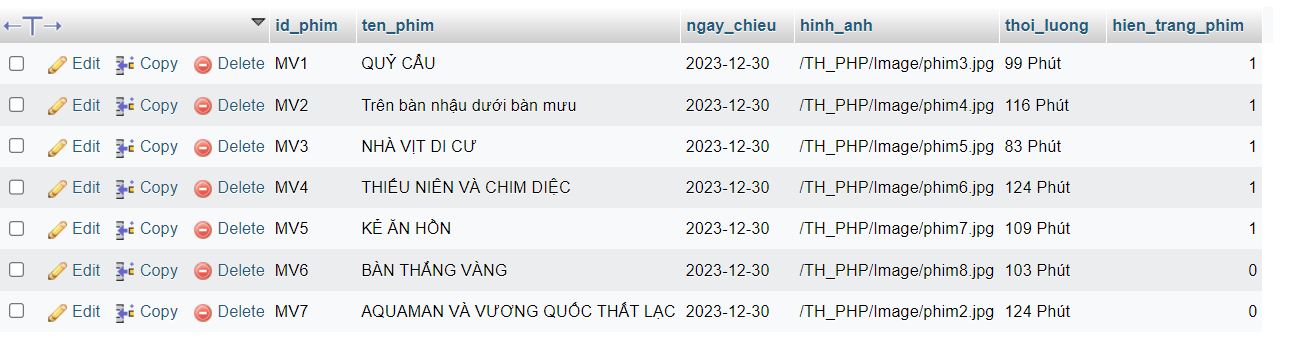 ←T→ id_phim ten_phim ngay_chieu hinh_anh thoi_luong hien_trang_phim
Edit Copy Delete MV1 QUỶ CẨU 2023-12-30 /TH_PHP/Image/phim3.jpg 99 Phút 1
Edit Copy Delete MV2 Trên bàn nhậu dưới bàn mưu 2023-12-30 /TH_PHP/Image/phim4.jpg 116 Phút 1
Edit Copy Delete MV3 NHÀ VỊT DI CƯ 2023-12-30 /TH_PHP/Image/phim5.jpg 83 Phút 1
Edit Copy Delete MV4 THIẾU NIÊN VÀ CHIM DIỆC 2023-12-30 /TH_PHP/Image/phim6.jpg 124 Phút 1
Edit Copy Delete MV5 KẺ ĂN HỒN 2023-12-30 /TH_PHP/Image/phim7.jpg 109 Phút 1
Edit Copy Delete MV6 BÀN THẮNG VÀNG 2023-12-30 /TH_PHP/Image/phim8.jpg 103 Phút 0
Edit Copy Delete MV7 AQUAMAN VÀ VƯƠNG QUỐC THẤT LẠC 2023-12-30 /TH_PHP/Image/phim2.jpg 124 Phút 0